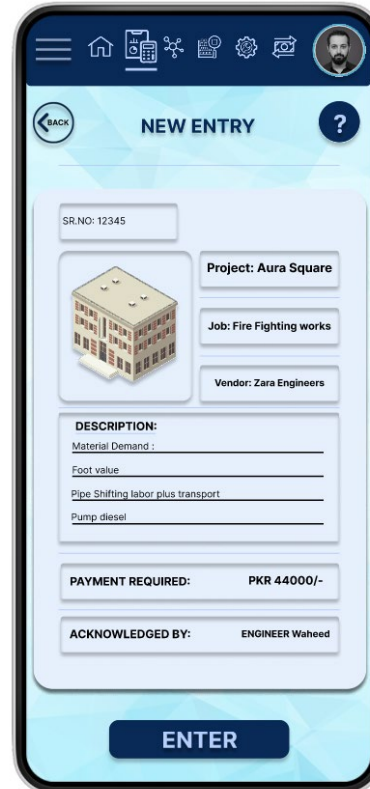 BACK
NEW ENTRY
?
SR.NO: 12345
Project: Aura Square
Job: Fire Fighting works
Vendor: Zara Engineers
DESCRIPTION:
Material Demand :
Foot value
Pipe Shifting labor plus transport
Pump diesel
PAYMENT REQUIRED: PKR 44000/-
ACKNOWLEDGED BY: ENGINEER Waheed
ENTER